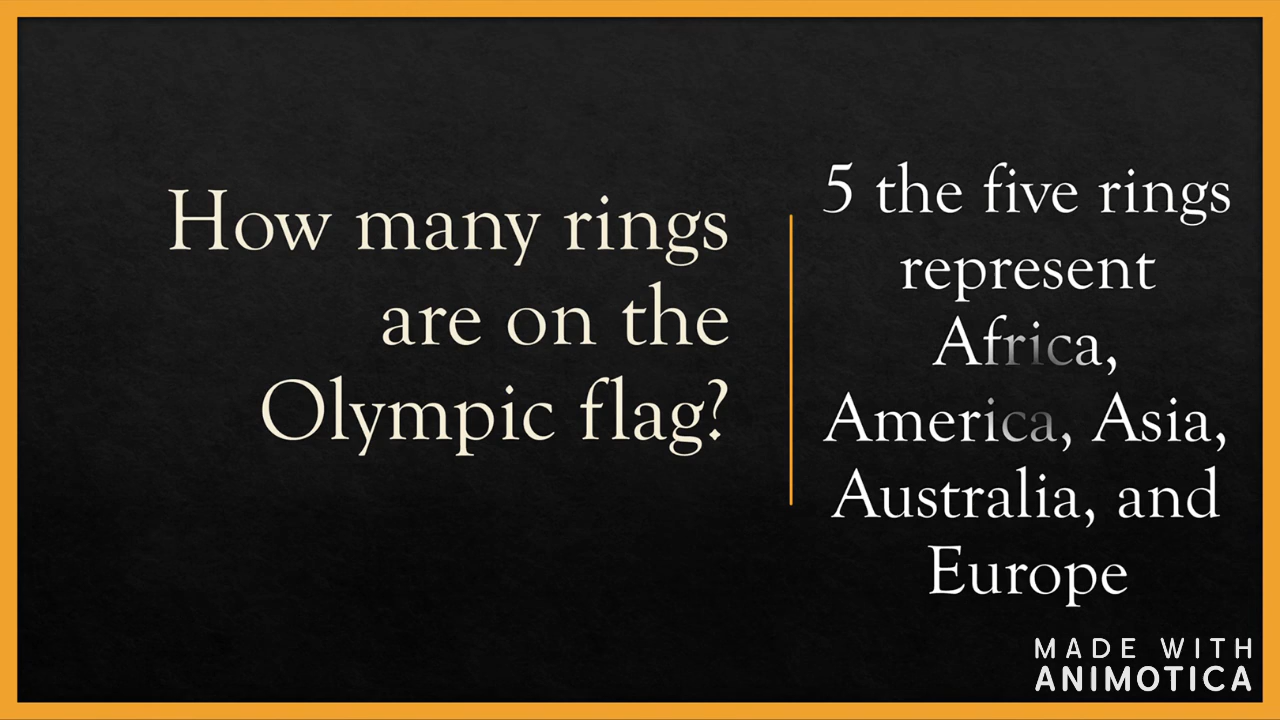 How many rings
are on the
Olympic flag?
5 the five rings
represent
Africa,
America, Asia,
Australia, and
Europe
MADE WITH
ANIMOTICA